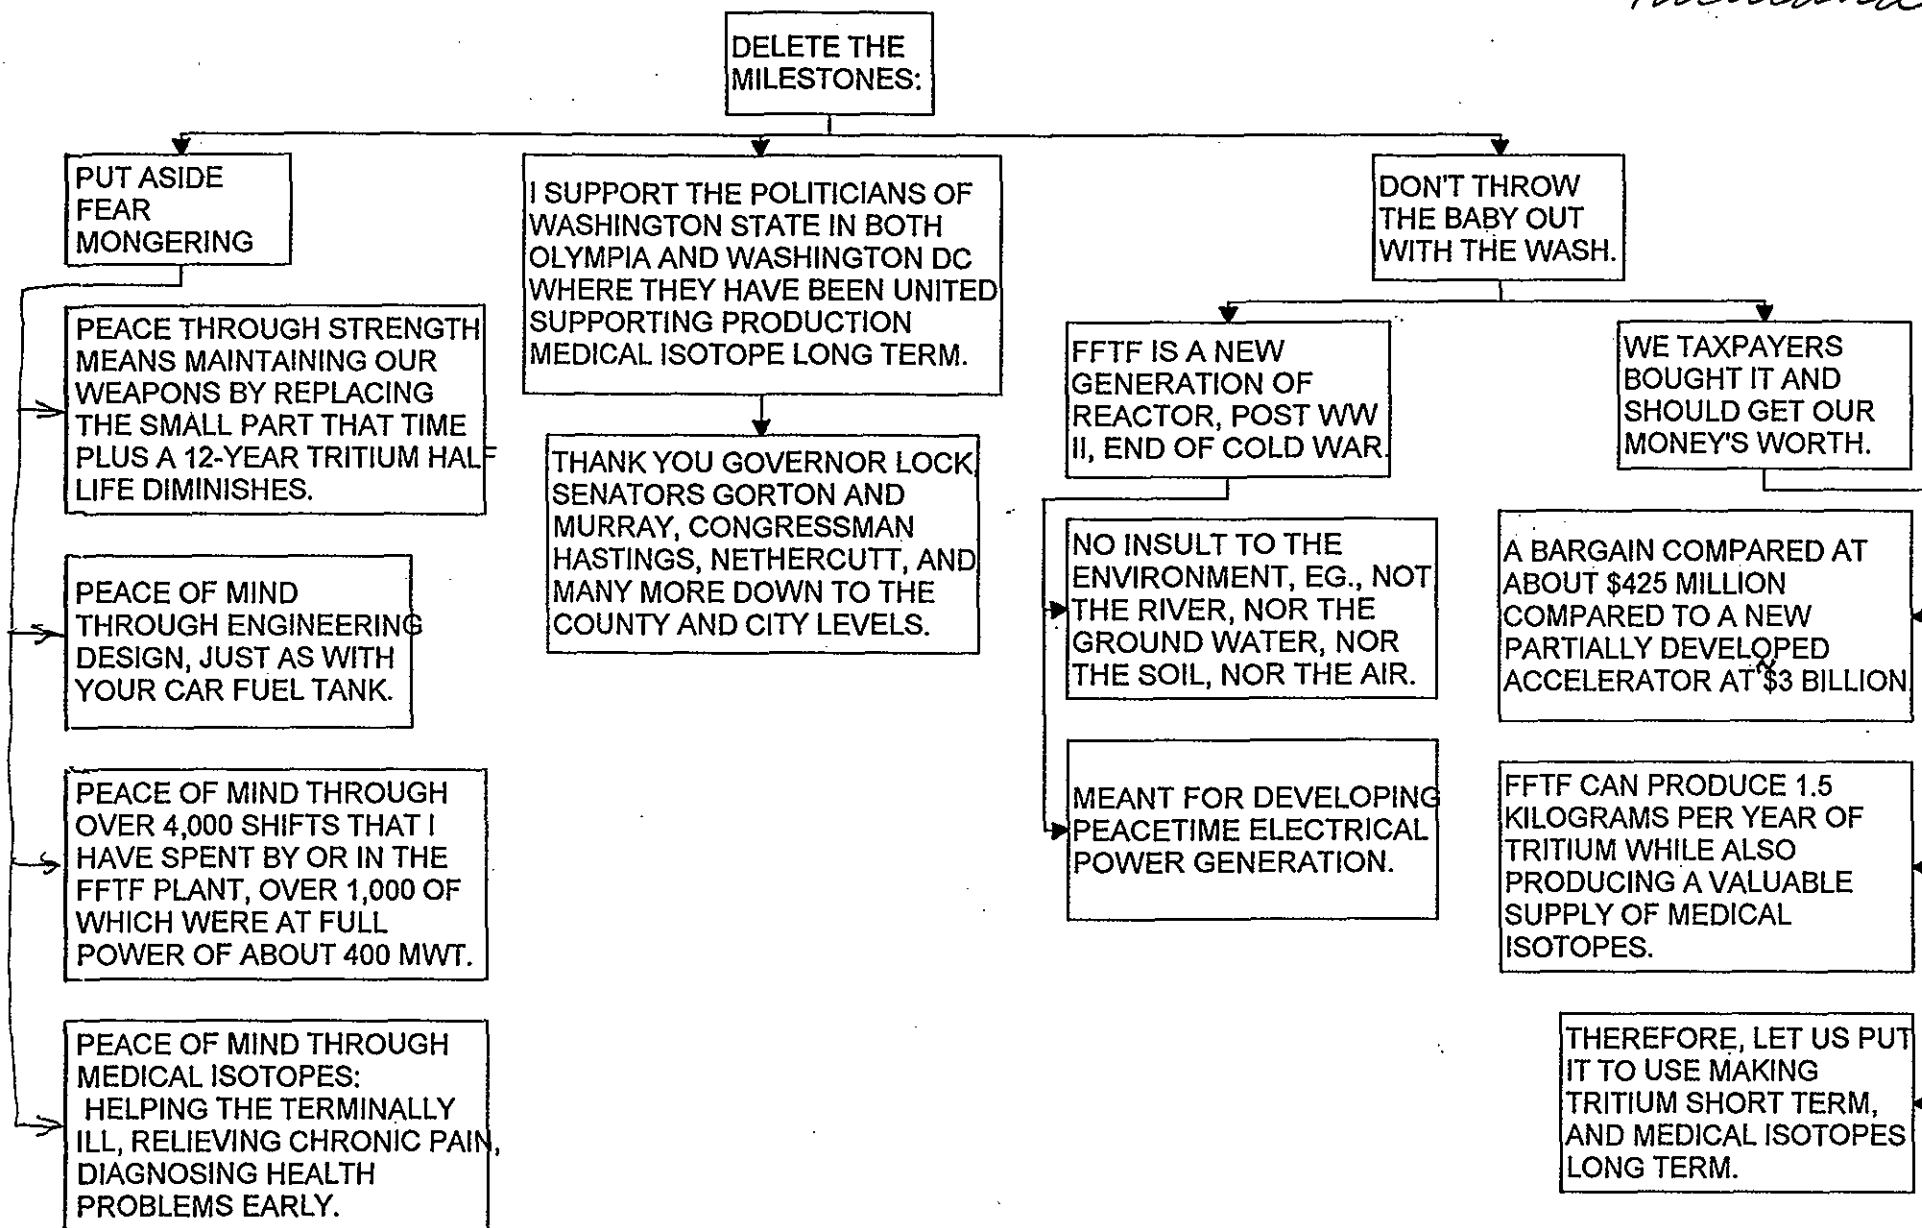 DELETE THE
MILESTONES:
PUT ASIDE
FEAR
MONGERING
PEACE THROUGH STRENGTH
MEANS MAINTAINING OUR
WEAPONS BY REPLACING
THE SMALL PART THAT TIME
PLUS A 12-YEAR TRITIUM HALF
LIFE DIMINISHES.
PEACE OF MIND
THROUGH ENGINEERING
DESIGN, JUST AS WITH
YOUR CAR FUEL TANK.
PEACE OF MIND THROUGH
OVER 4,000 SHIFTS THAT I
HAVE SPENT BY OR IN THE
FFTF PLANT, OVER 1,000 OF
WHICH WERE AT FULL
POWER OF ABOUT 400 MWT.
PEACE OF MIND THROUGH
MEDICAL ISOTOPES:
HELPING THE TERMINALLY
ILL, RELIEVING CHRONIC PAIN,
DIAGNOSING HEALTH
PROBLEMS EARLY.
I SUPPORT THE POLITICIANS OF
WASHINGTON STATE IN BOTH
OLYMPIA AND WASHINGTON DC
WHERE THEY HAVE BEEN UNITED
SUPPORTING PRODUCTION
MEDICAL ISOTOPE LONG TERM.
THANK YOU GOVERNOR LOCK,
SENATORS GORTON AND
MURRAY, CONGRESSMAN
HASTINGS, NETHERCUTT, AND
MANY MORE DOWN TO THE
COUNTY AND CITY LEVELS.
DON'T THROW
THE BABY OUT
WITH THE WASH.
FFTF IS A NEW
GENERATION OF
REACTOR, POST WW
II, END OF COLD WAR.
NO INSULT TO THE
ENVIRONMENT, EG., NOT
THE RIVER, NOR THE
GROUND WATER, NOR
THE SOIL, NOR THE AIR.
MEANT FOR DEVELOPING
PEACETIME ELECTRICAL
POWER GENERATION.
WE TAXPAYERS
BOUGHT IT AND
SHOULD GET OUR
MONEY'S WORTH.
A BARGAIN COMPARED AT
ABOUT $425 MILLION
COMPARED TO A NEW
PARTIALLY DEVELOPED
ACCELERATOR AT ~$3 BILLION.
FFTF CAN PRODUCE 1.5
KILOGRAMS PER YEAR OF
TRITIUM WHILE ALSO
PRODUCING A VALUABLE
SUPPLY OF MEDICAL
ISOTOPES.
THEREFORE, LET US PUT
IT TO USE MAKING
TRITIUM SHORT TERM,
AND MEDICAL ISOTOPES
LONG TERM.